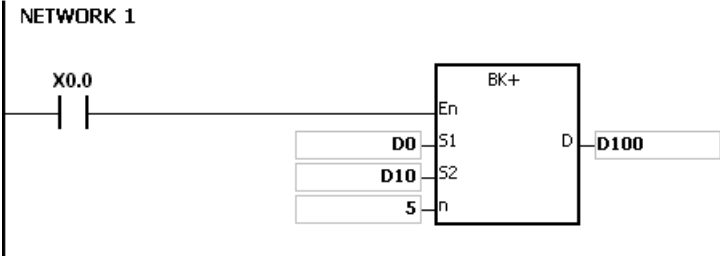 NETWORK 1
X0.0
BK+
En
D0 S1 D D100
D10 S2
5 n